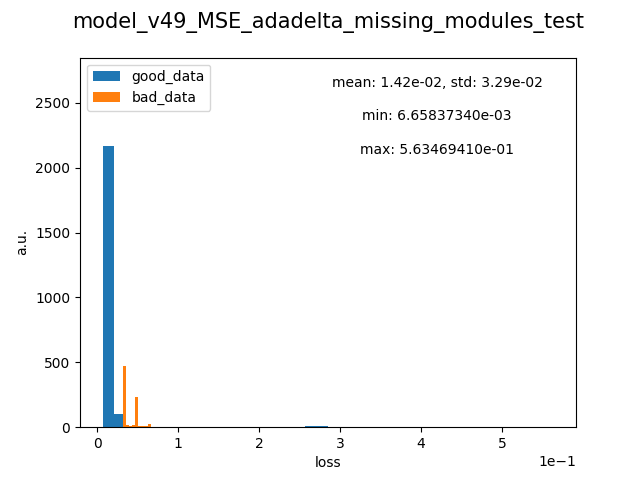 model_v49_MSE_adadelta_missing_modules_test
good_data
bad_data
mean: 1.42e-02, std: 3.29e-02
min: 6.65837340e-03
max: 5.63469410e-01
2500
2000
1500
1000
500
0
a.u.
0 1 2 3 4 5
loss
1e−1